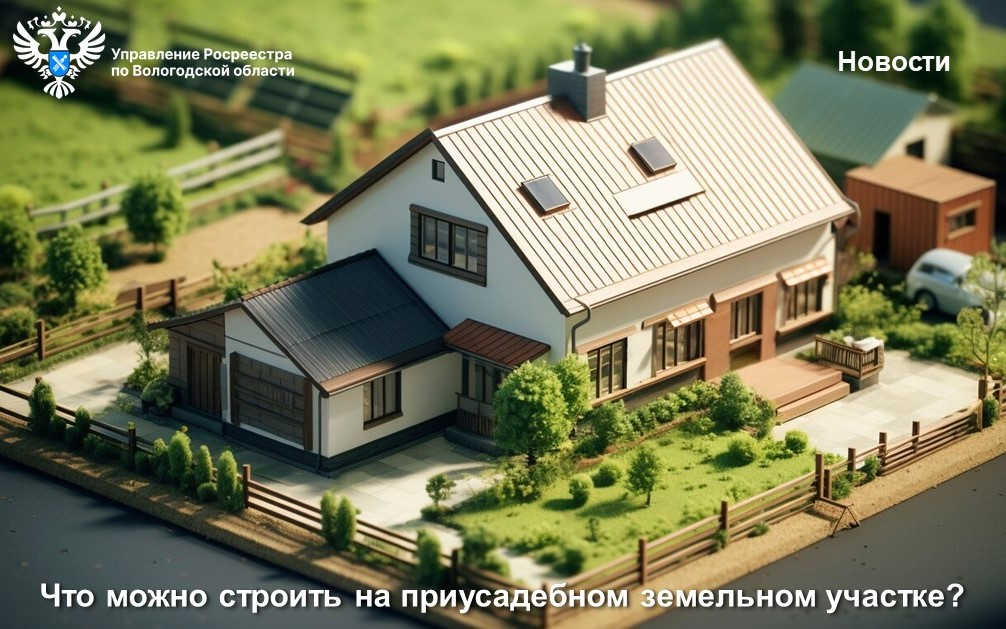 Управление Росреестра
по Вологодской области
Новости
Что можно строить на приусадебном земельном участке?